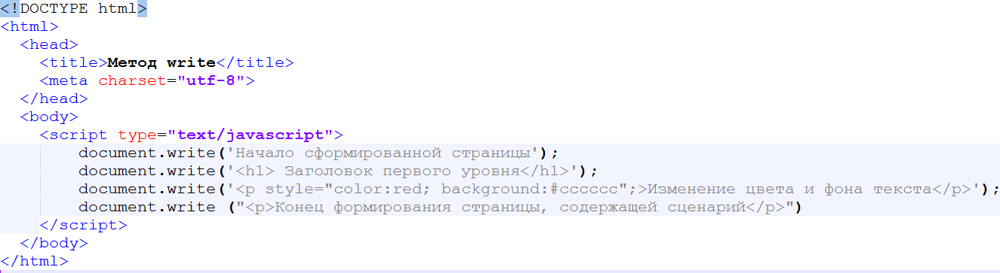 <!DOCTYPE html>
<html>
<head>
<title>Метод write</title>
<meta charset="utf-8">
</head>
<body>
<script type="text/javascript">
document.write('Начало сформированной страницы');
document.write('<h1> Заголовок первого уровня</h1>');
document.write('<p style="color:red; background:#cccccc";>Изменение цвета и фона текста</p>');
document.write ("<p>Конец формирования страницы, содержащей сценарий</p>")
</script>
</body>
</html>